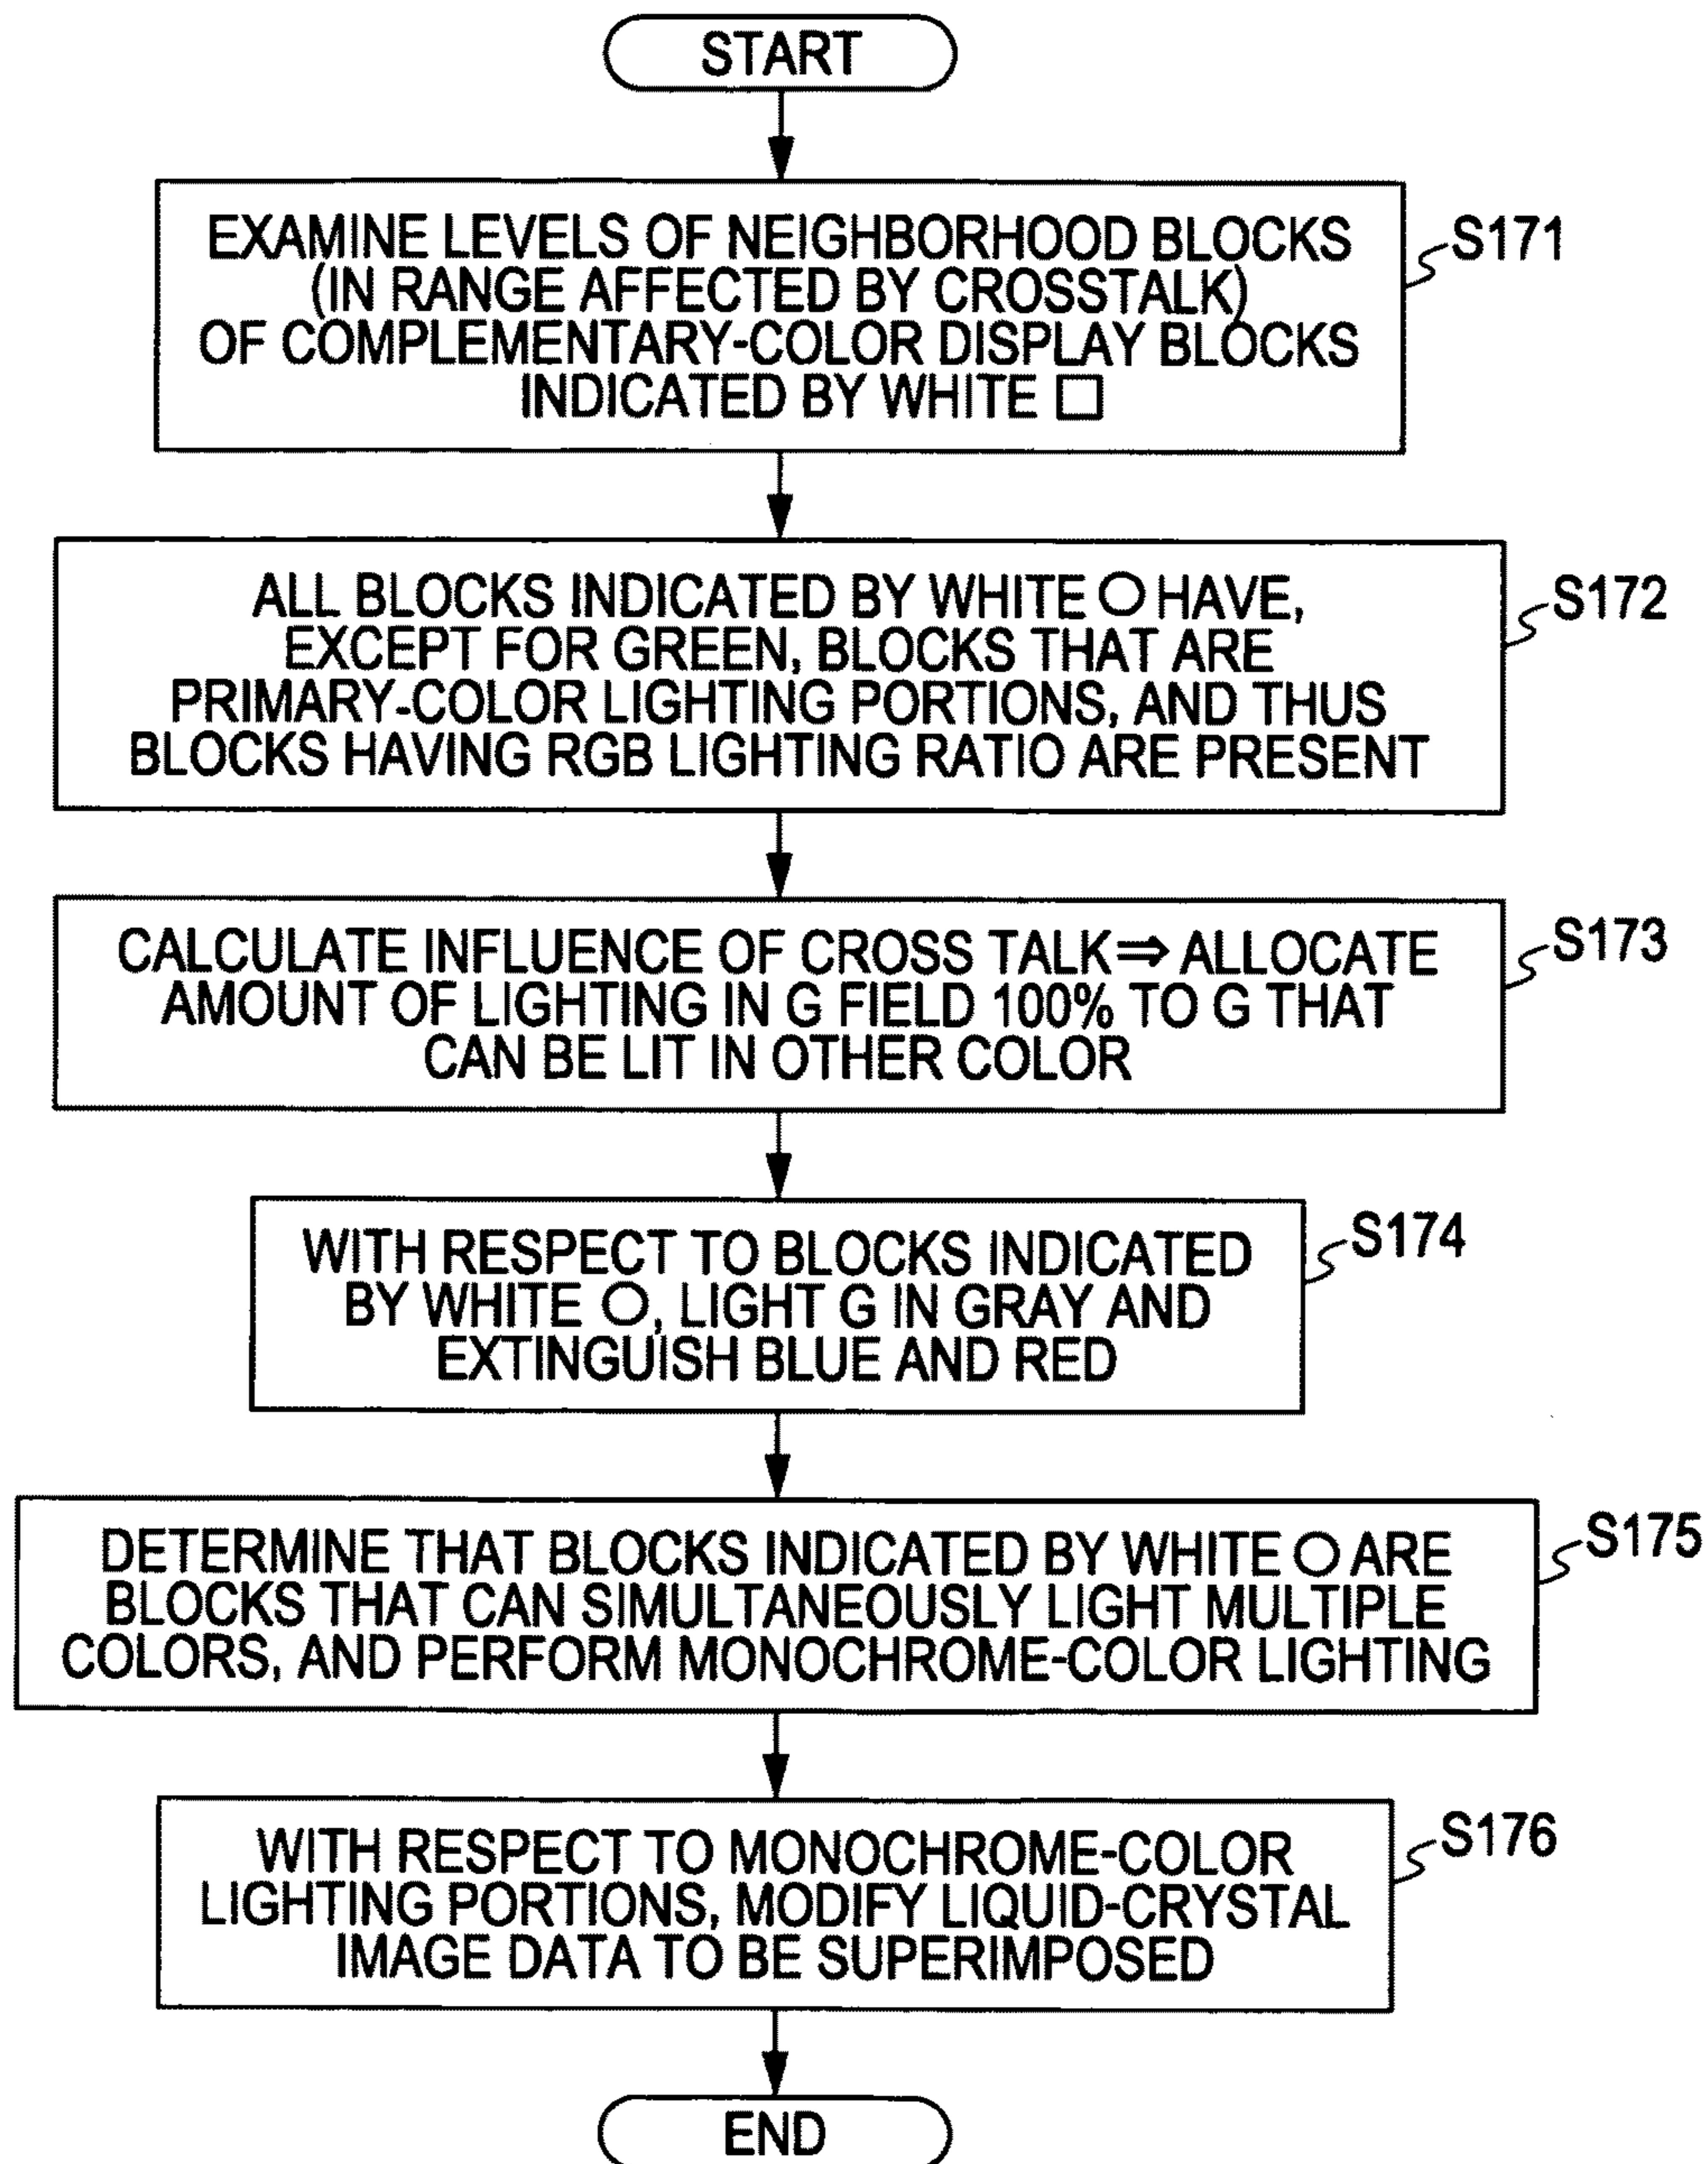 START
EXAMINE LEVELS OF NEIGHBORHOOD BLOCKS
(IN RANGE AFFECTED BY CROSSTALK)
OF COMPLEMENTARY-COLOR DISPLAY BLOCKS
INDICATED BY WHITE □
S171
ALL BLOCKS INDICATED BY WHITE ○ HAVE,
EXCEPT FOR GREEN, BLOCKS THAT ARE
PRIMARY-COLOR LIGHTING PORTIONS, AND THUS
BLOCKS HAVING RGB LIGHTING RATIO ARE PRESENT
S172
CALCULATE INFLUENCE OF CROSS TALK⇒ ALLOCATE
AMOUNT OF LIGHTING IN G FIELD 100% TO G THAT
CAN BE LIT IN OTHER COLOR
S173
WITH RESPECT TO BLOCKS INDICATED
BY WHITE ○, LIGHT G IN GRAY AND
EXTINGUISH BLUE AND RED
S174
DETERMINE THAT BLOCKS INDICATED BY WHITE ○ ARE
BLOCKS THAT CAN SIMULTANEOUSLY LIGHT MULTIPLE
COLORS, AND PERFORM MONOCHROME-COLOR LIGHTING
S175
WITH RESPECT TO MONOCHROME-COLOR
LIGHTING PORTIONS, MODIFY LIQUID-CRYSTAL
IMAGE DATA TO BE SUPERIMPOSED
S176
END